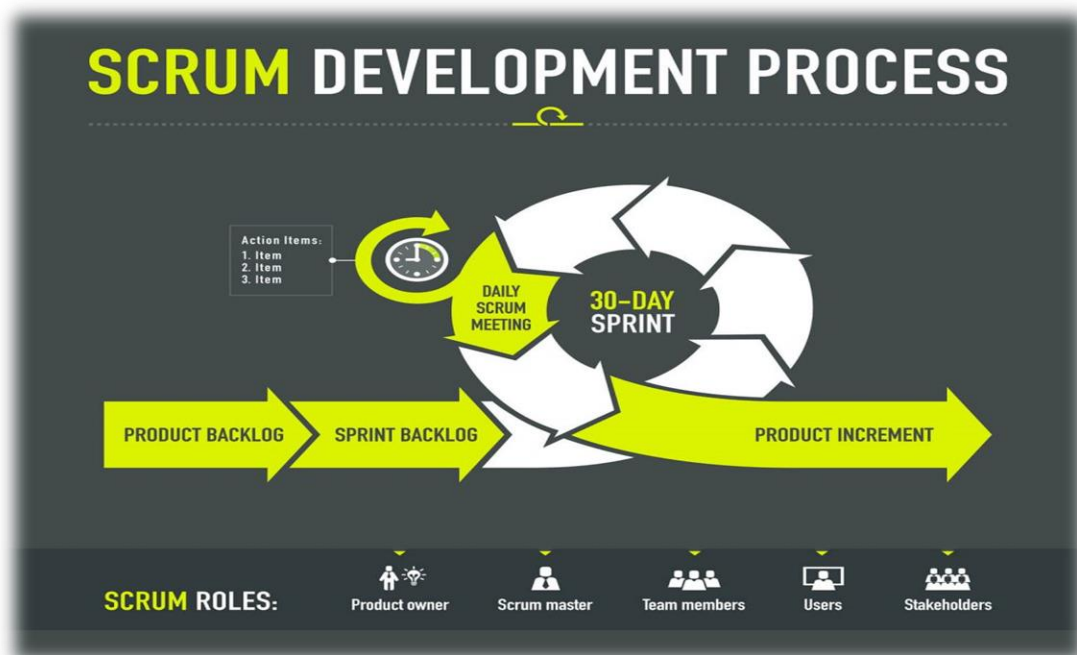 SCRUM DEVELOPMENT PROCESS
Action Items:
1. Item
2. Item
3. Item
DAILY
SCRUM
MEETING
30-DAY
SPRINT
PRODUCT BACKLOG
SPRINT BACKLOG
PRODUCT INCREMENT
SCRUM ROLES:
Product owner
Scrum master
Team members
Users
Stakeholders